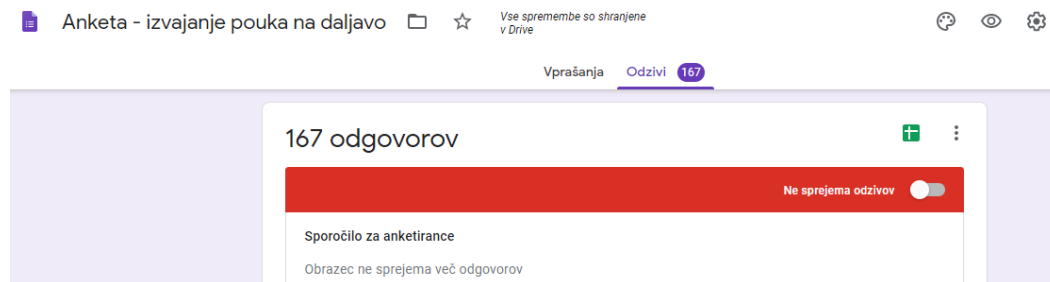 Anketa - izvajanje pouka na daljavo
Vse spremembe so shranjene
v Drive
Vprašanja Odzivi 167
167 odgovorov
Ne sprejema odzivov
Sporočilo za anketirance
Obrazec ne sprejema več odgovorov